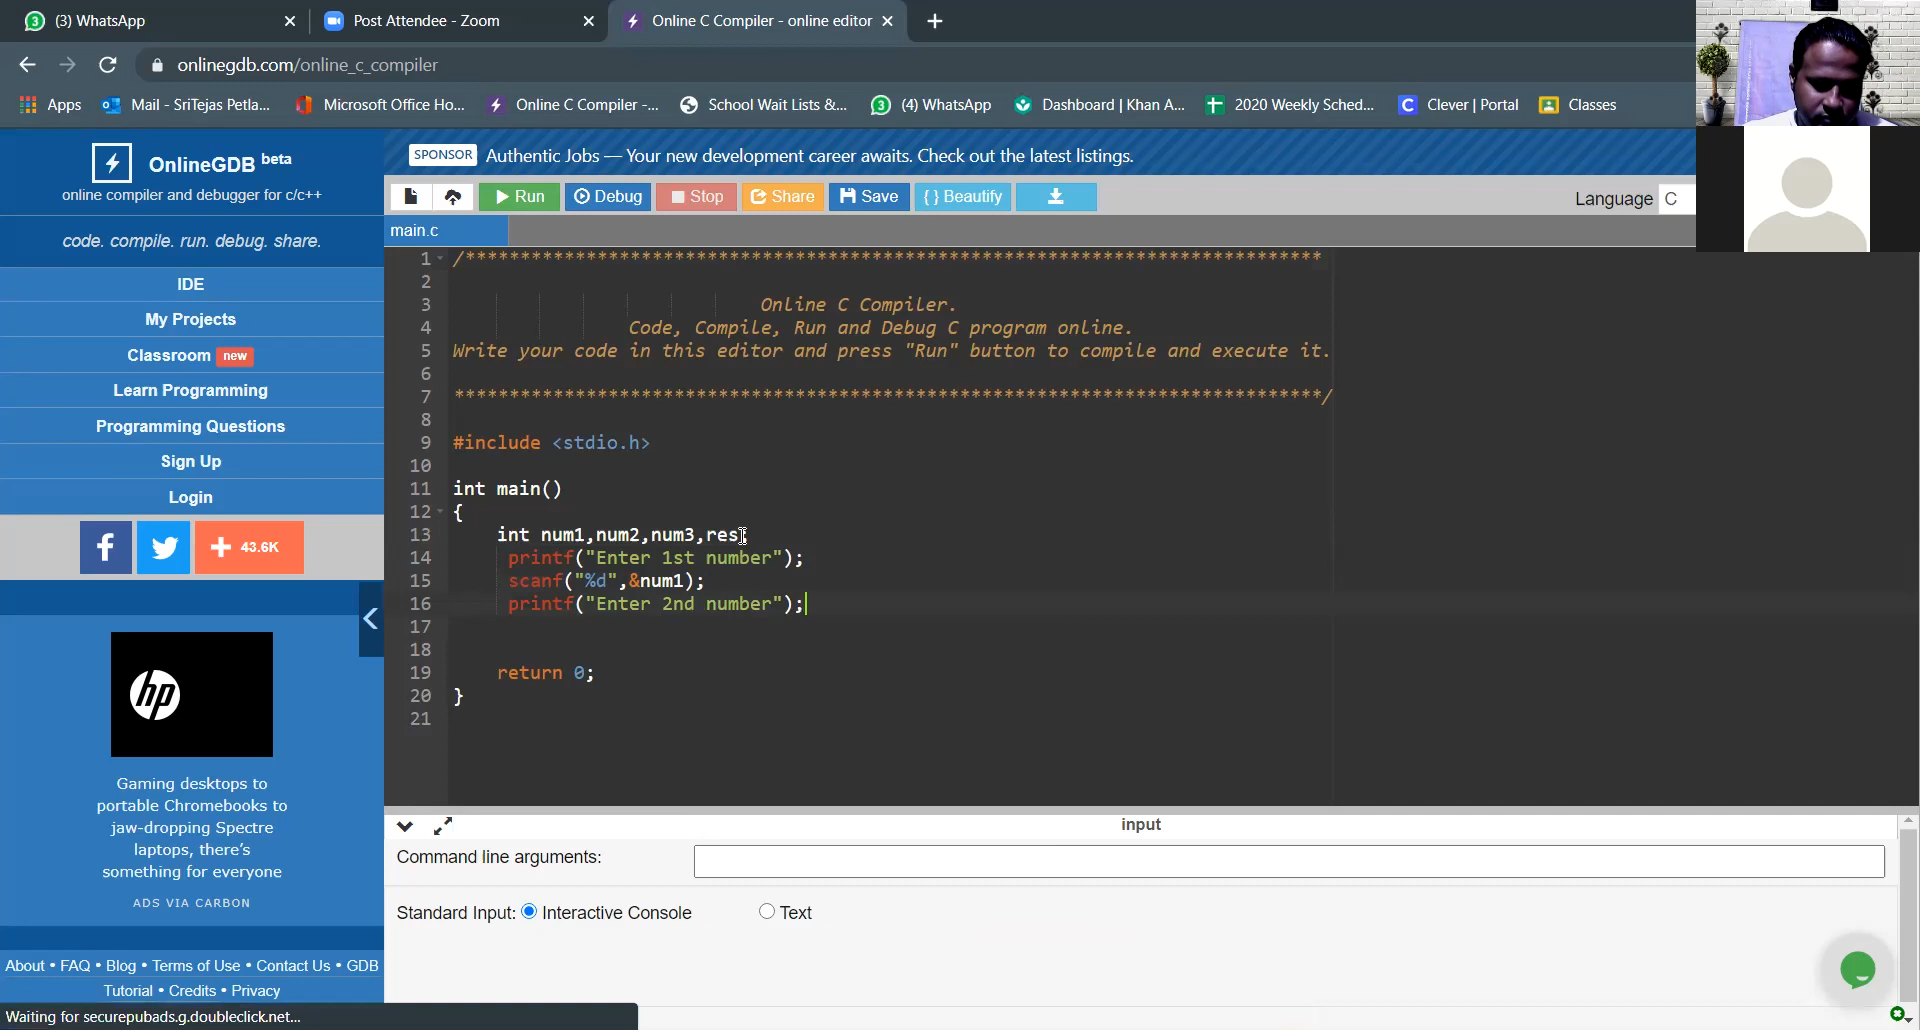 (3) WhatsApp
Post Attendee - Zoom
Online C Compiler - online editor
onlinegdb.com/online_c_compiler
Apps
Mail - SriTejas Petla...
Microsoft Office Ho...
Online C Compiler -...
School Wait Lists &...
(4) WhatsApp
Dashboard | Khan A...
2020 Weekly Sched...
Clever | Portal
Classes
OnlineGDB beta
online compiler and debugger for c/c++
code. compile. run. debug. share.
IDE
My Projects
Classroom new
Learn Programming
Programming Questions
Sign Up
Login
43.6K
hp
Gaming desktops to
portable Chromebooks to
jaw-dropping Spectre
laptops, there's
something for everyone
ADS VIA CARBON
About • FAQ • Blog • Terms of Use • Contact Us • GDB
Tutorial • Credits • Privacy
Waiting for securepubads.g.doubleclick.net...
SPONSOR Authentic Jobs — Your new development career awaits. Check out the latest listings.
Run Debug Stop Share Save { } Beautify
Language C
main.c
1 /******************************************************************************
2
3 Online C Compiler.
4 Code, Compile, Run and Debug C program online.
5 Write your code in this editor and press "Run" button to compile and execute it.
6
7 *******************************************************************************/
8
9 #include <stdio.h>
10
11 int main()
12 {
13 int num1,num2,num3,res;
14 printf("Enter 1st number");
15 scanf("%d",&num1);
16 printf("Enter 2nd number");
17
18
19 return 0;
20 }
21
input
Command line arguments:
Standard Input: Interactive Console Text